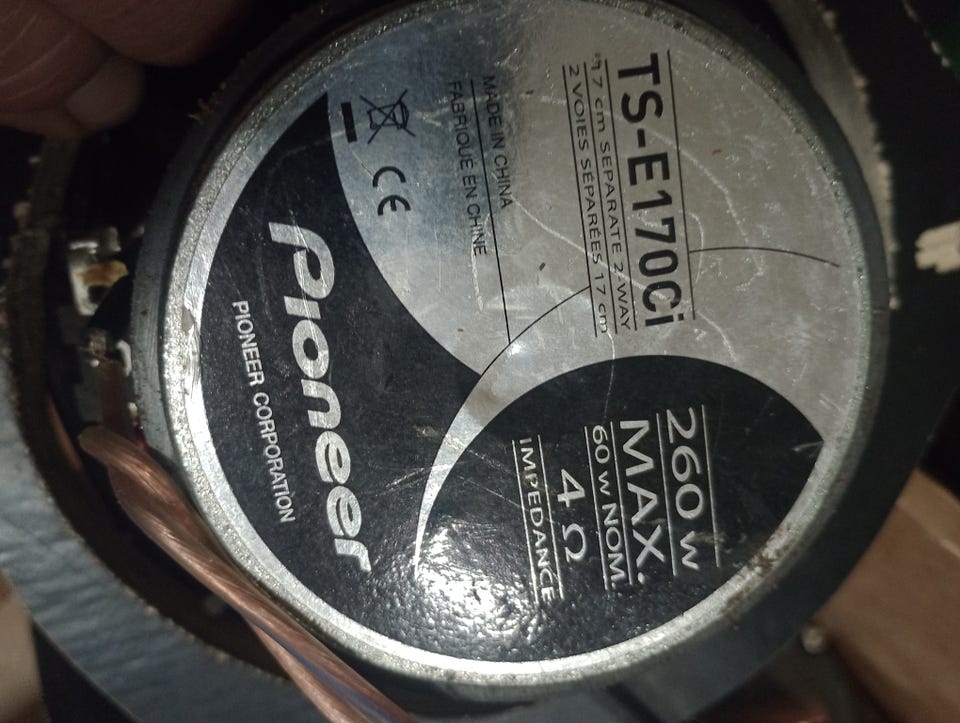 TS-E170Ci
17 cm SEPARATE 2-WAY
2 VOIES SÉPARÉES 17 cm
260 W
MAX.
60 W NOM.
4 Ω
IMPEDANCE
MADE IN CHINA
FABRIQUÉ EN CHINE
CE
Pioneer
PIONEER CORPORATION